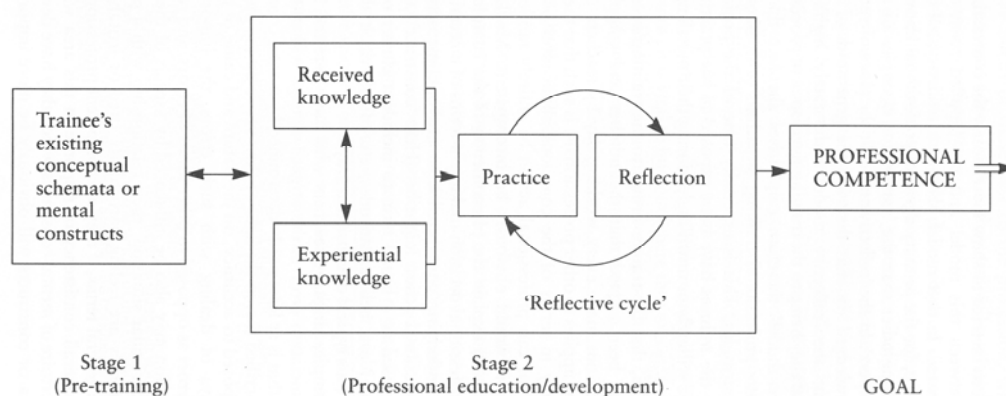 Trainee's
existing
conceptual
schemata or
mental
constructs
Received
knowledge
Experiential
knowledge
Practice
Reflection
'Reflective cycle'
PROFESSIONAL
COMPETENCE
Stage 1
(Pre-training)
Stage 2
(Professional education/development)
GOAL